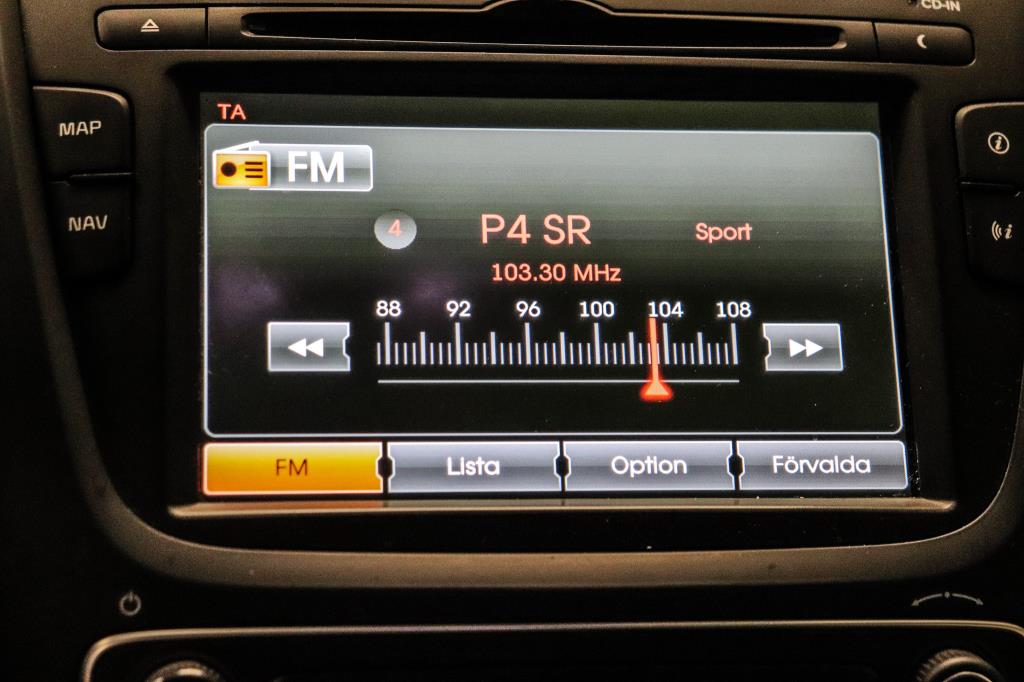 CD-IN
MAP
NAV
TA
FM
4 P4 SR Sport
103.30 MHz
88 92 96 100 104 108
FM Lista Option Förvalda